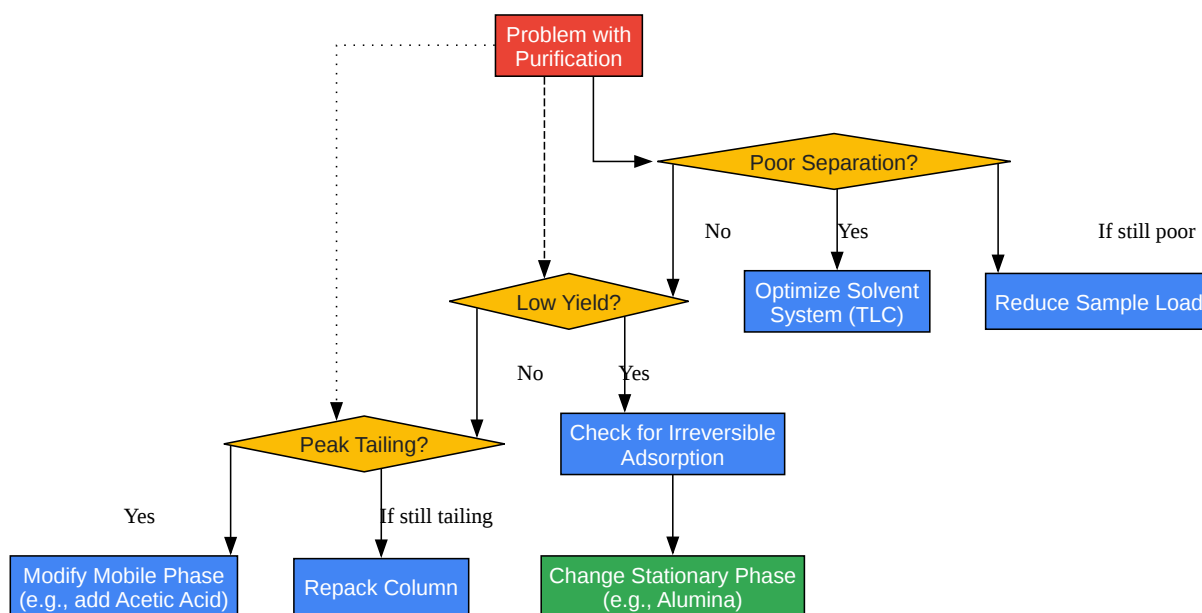 Problem with
Purification
Poor Separation?
No
Yes
If still poor
Optimize Solvent
System (TLC)
Reduce Sample Load
Low Yield?
No
Yes
Check for Irreversible
Adsorption
Peak Tailing?
Yes
If still tailing
Modify Mobile Phase
(e.g., add Acetic Acid)
Repack Column
Change Stationary Phase
(e.g., Alumina)